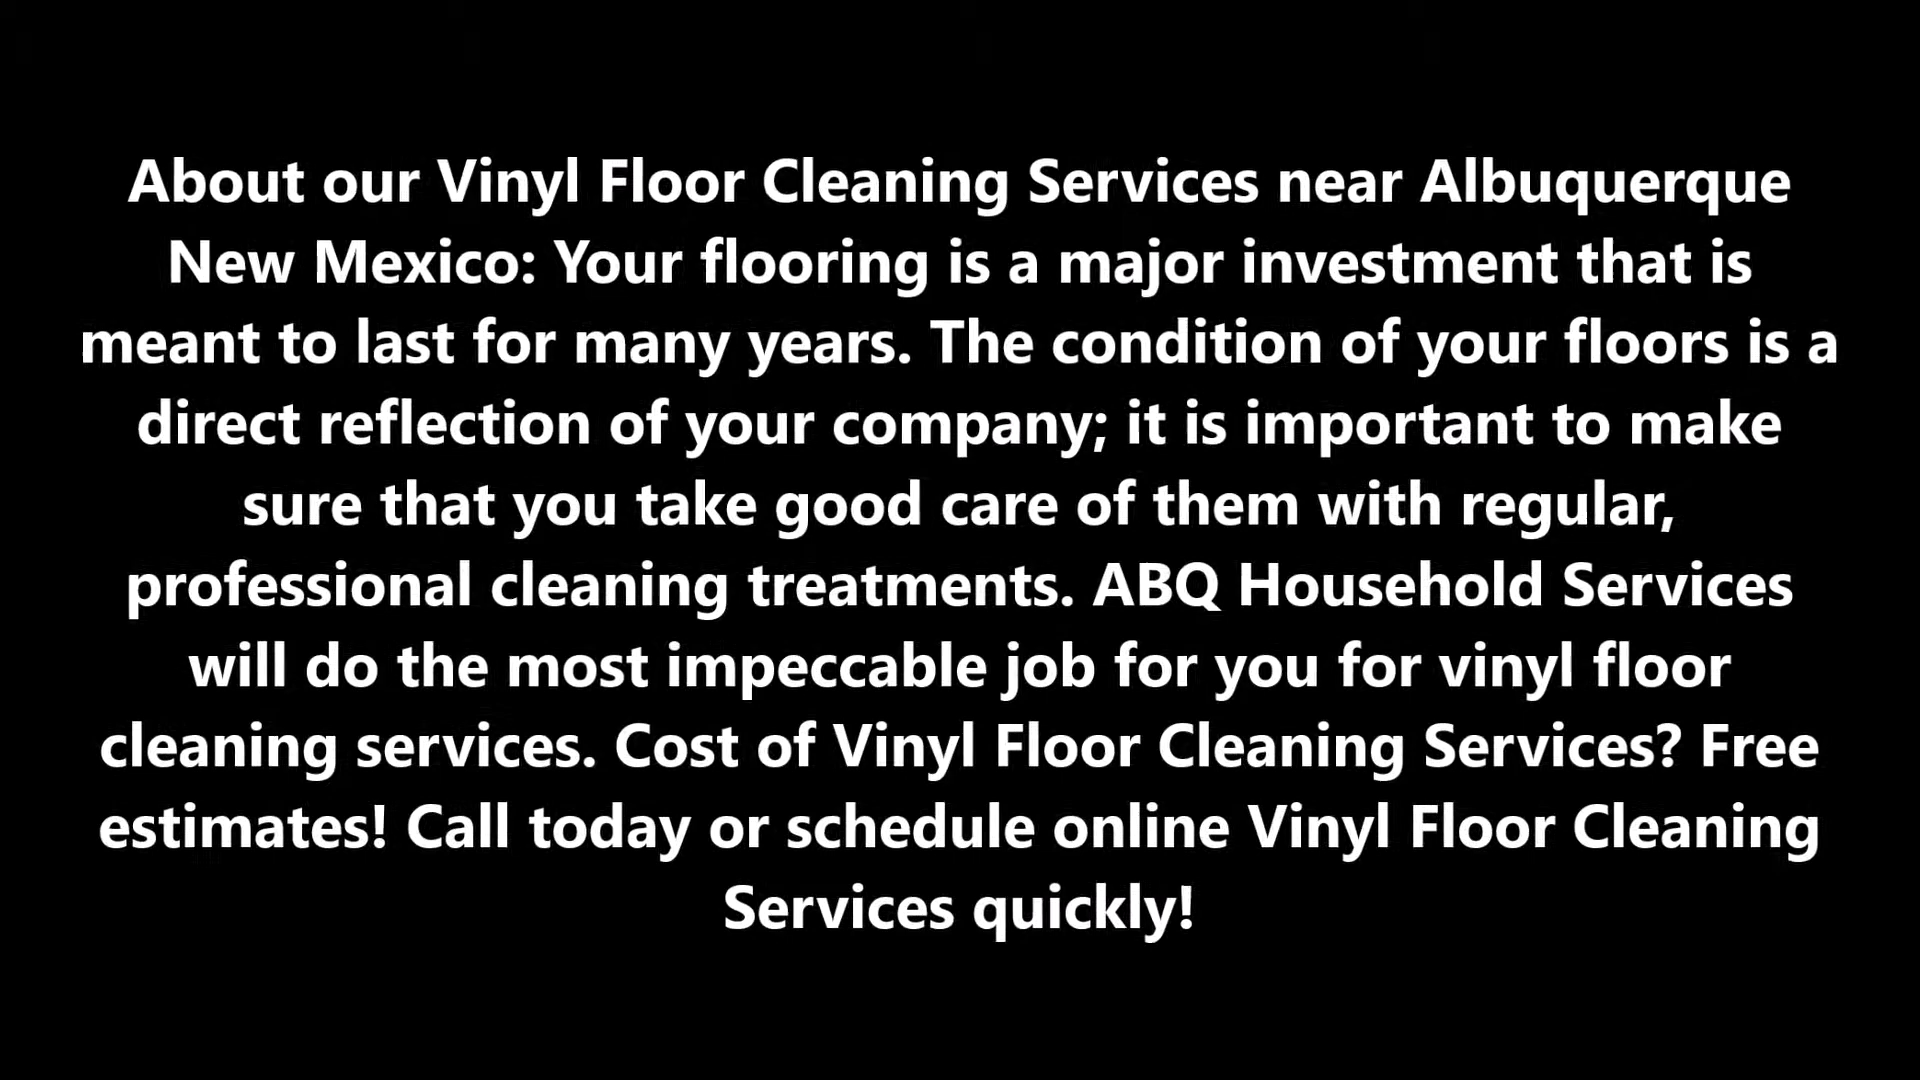 About our Vinyl Floor Cleaning Services near Albuquerque
New Mexico: Your flooring is a major investment that is
meant to last for many years. The condition of your floors is a
direct reflection of your company; it is important to make
sure that you take good care of them with regular,
professional cleaning treatments. ABQ Household Services
will do the most impeccable job for you for vinyl floor
cleaning services. Cost of Vinyl Floor Cleaning Services? Free
estimates! Call today or schedule online Vinyl Floor Cleaning
Services quickly!